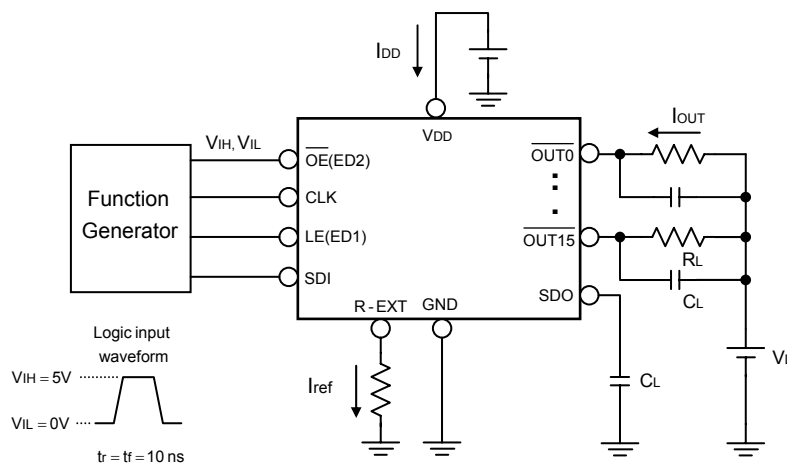 IDD
VDD
VIH, VIL
OE(ED2)
CLK
LE(ED1)
SDI
Function
Generator
OUT0
IOUT
OUT15
RL
CL
SDO
R-EXT
GND
CL
Iref
Logic input
waveform
VIH = 5V
VIL = 0V
tr = tf = 10 ns